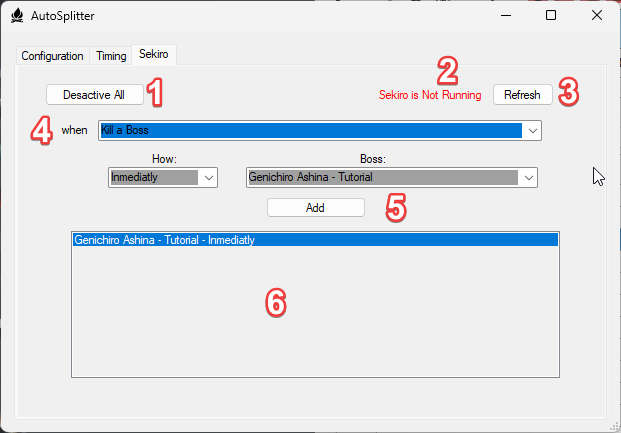 AutoSplitter
Configuration Timing Sekiro
Desactive All 1 2 Sekiro is Not Running Refresh 3
4 when Kill a Boss
How: Boss:
Inmediatly Genichiro Ashina - Tutorial
Add 5
Genichiro Ashina - Tutorial - Inmediatly
6